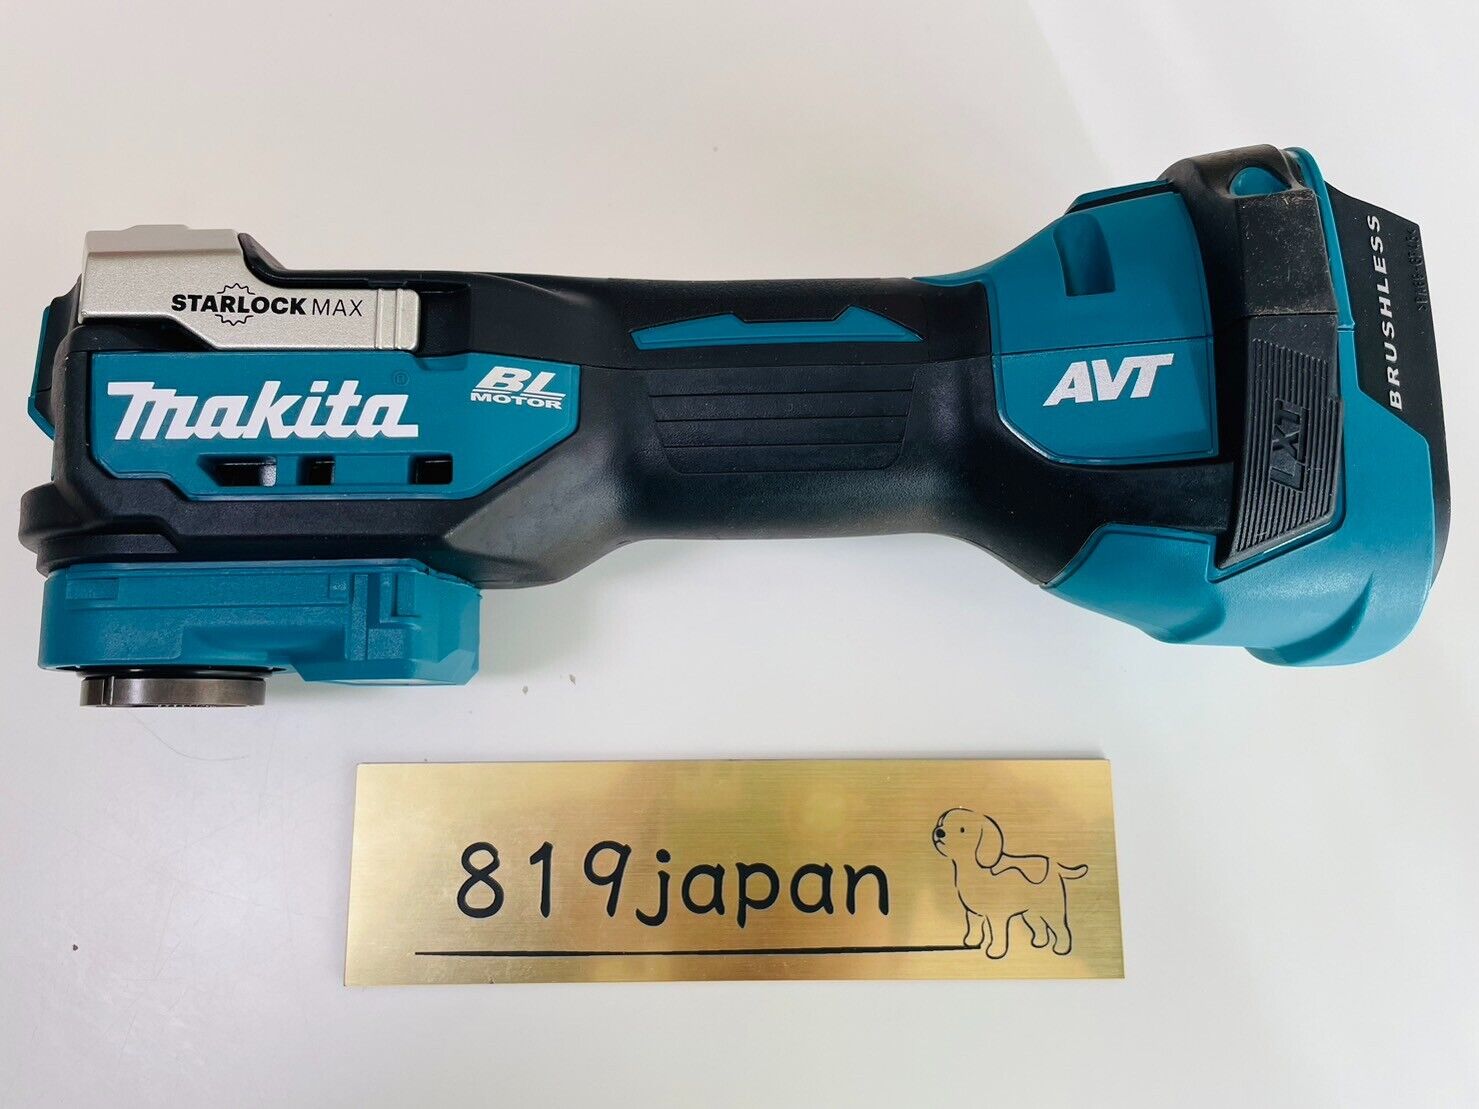 STARLOCK MAX
makita®
BL
MOTOR
AVT
LXT
BRUSHLESS
819japan